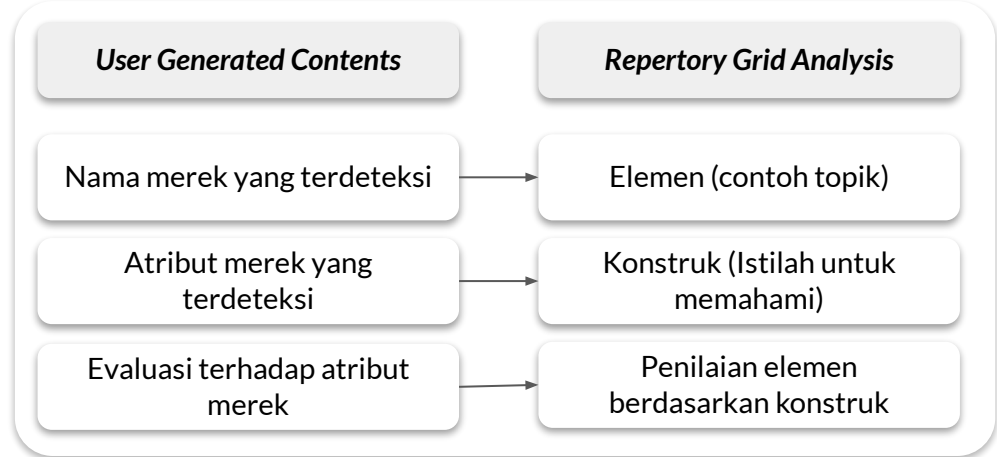 User Generated Contents
Repertory Grid Analysis
Nama merek yang terdeteksi
Elemen (contoh topik)
Atribut merek yang
terdeteksi
Konstruk (Istilah untuk
memahami)
Evaluasi terhadap atribut
merek
Penilaian elemen
berdasarkan konstruk